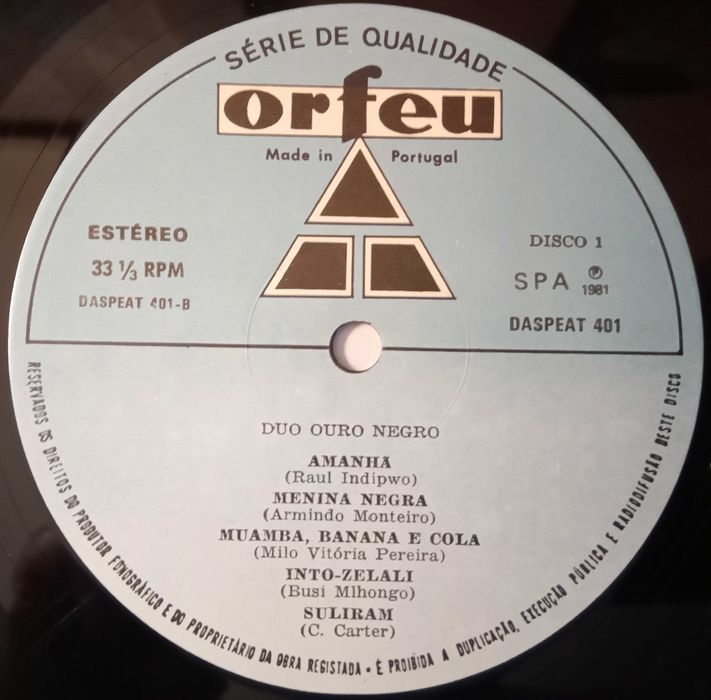 SÉRIE DE QUALIDADE
orfeu
Made in Portugal
ESTÉREO
33 1/3 RPM
DASPEAT 401-B
DISCO 1
SPA ℗ 1981
DASPEAT 401
DUO OURO NEGRO
AMANHÃ
(Raul Indipwo)
MENINA NEGRA
(Armindo Monteiro)
MUAMBA, BANANA E COLA
(Milo Vitória Pereira)
INTO-ZELALI
(Busi Mlhongo)
SULIRAM
(C. Carter)
RESERVADOS OS DIREITOS DO PRODUTOR FONOGRÁFICO E DO PROPRIETÁRIO DA OBRA REGISTADA • É PROIBIDA A DUPLICAÇÃO, EXECUÇÃO PÚBLICA E RADIODIFUSÃO DESTE DISCO